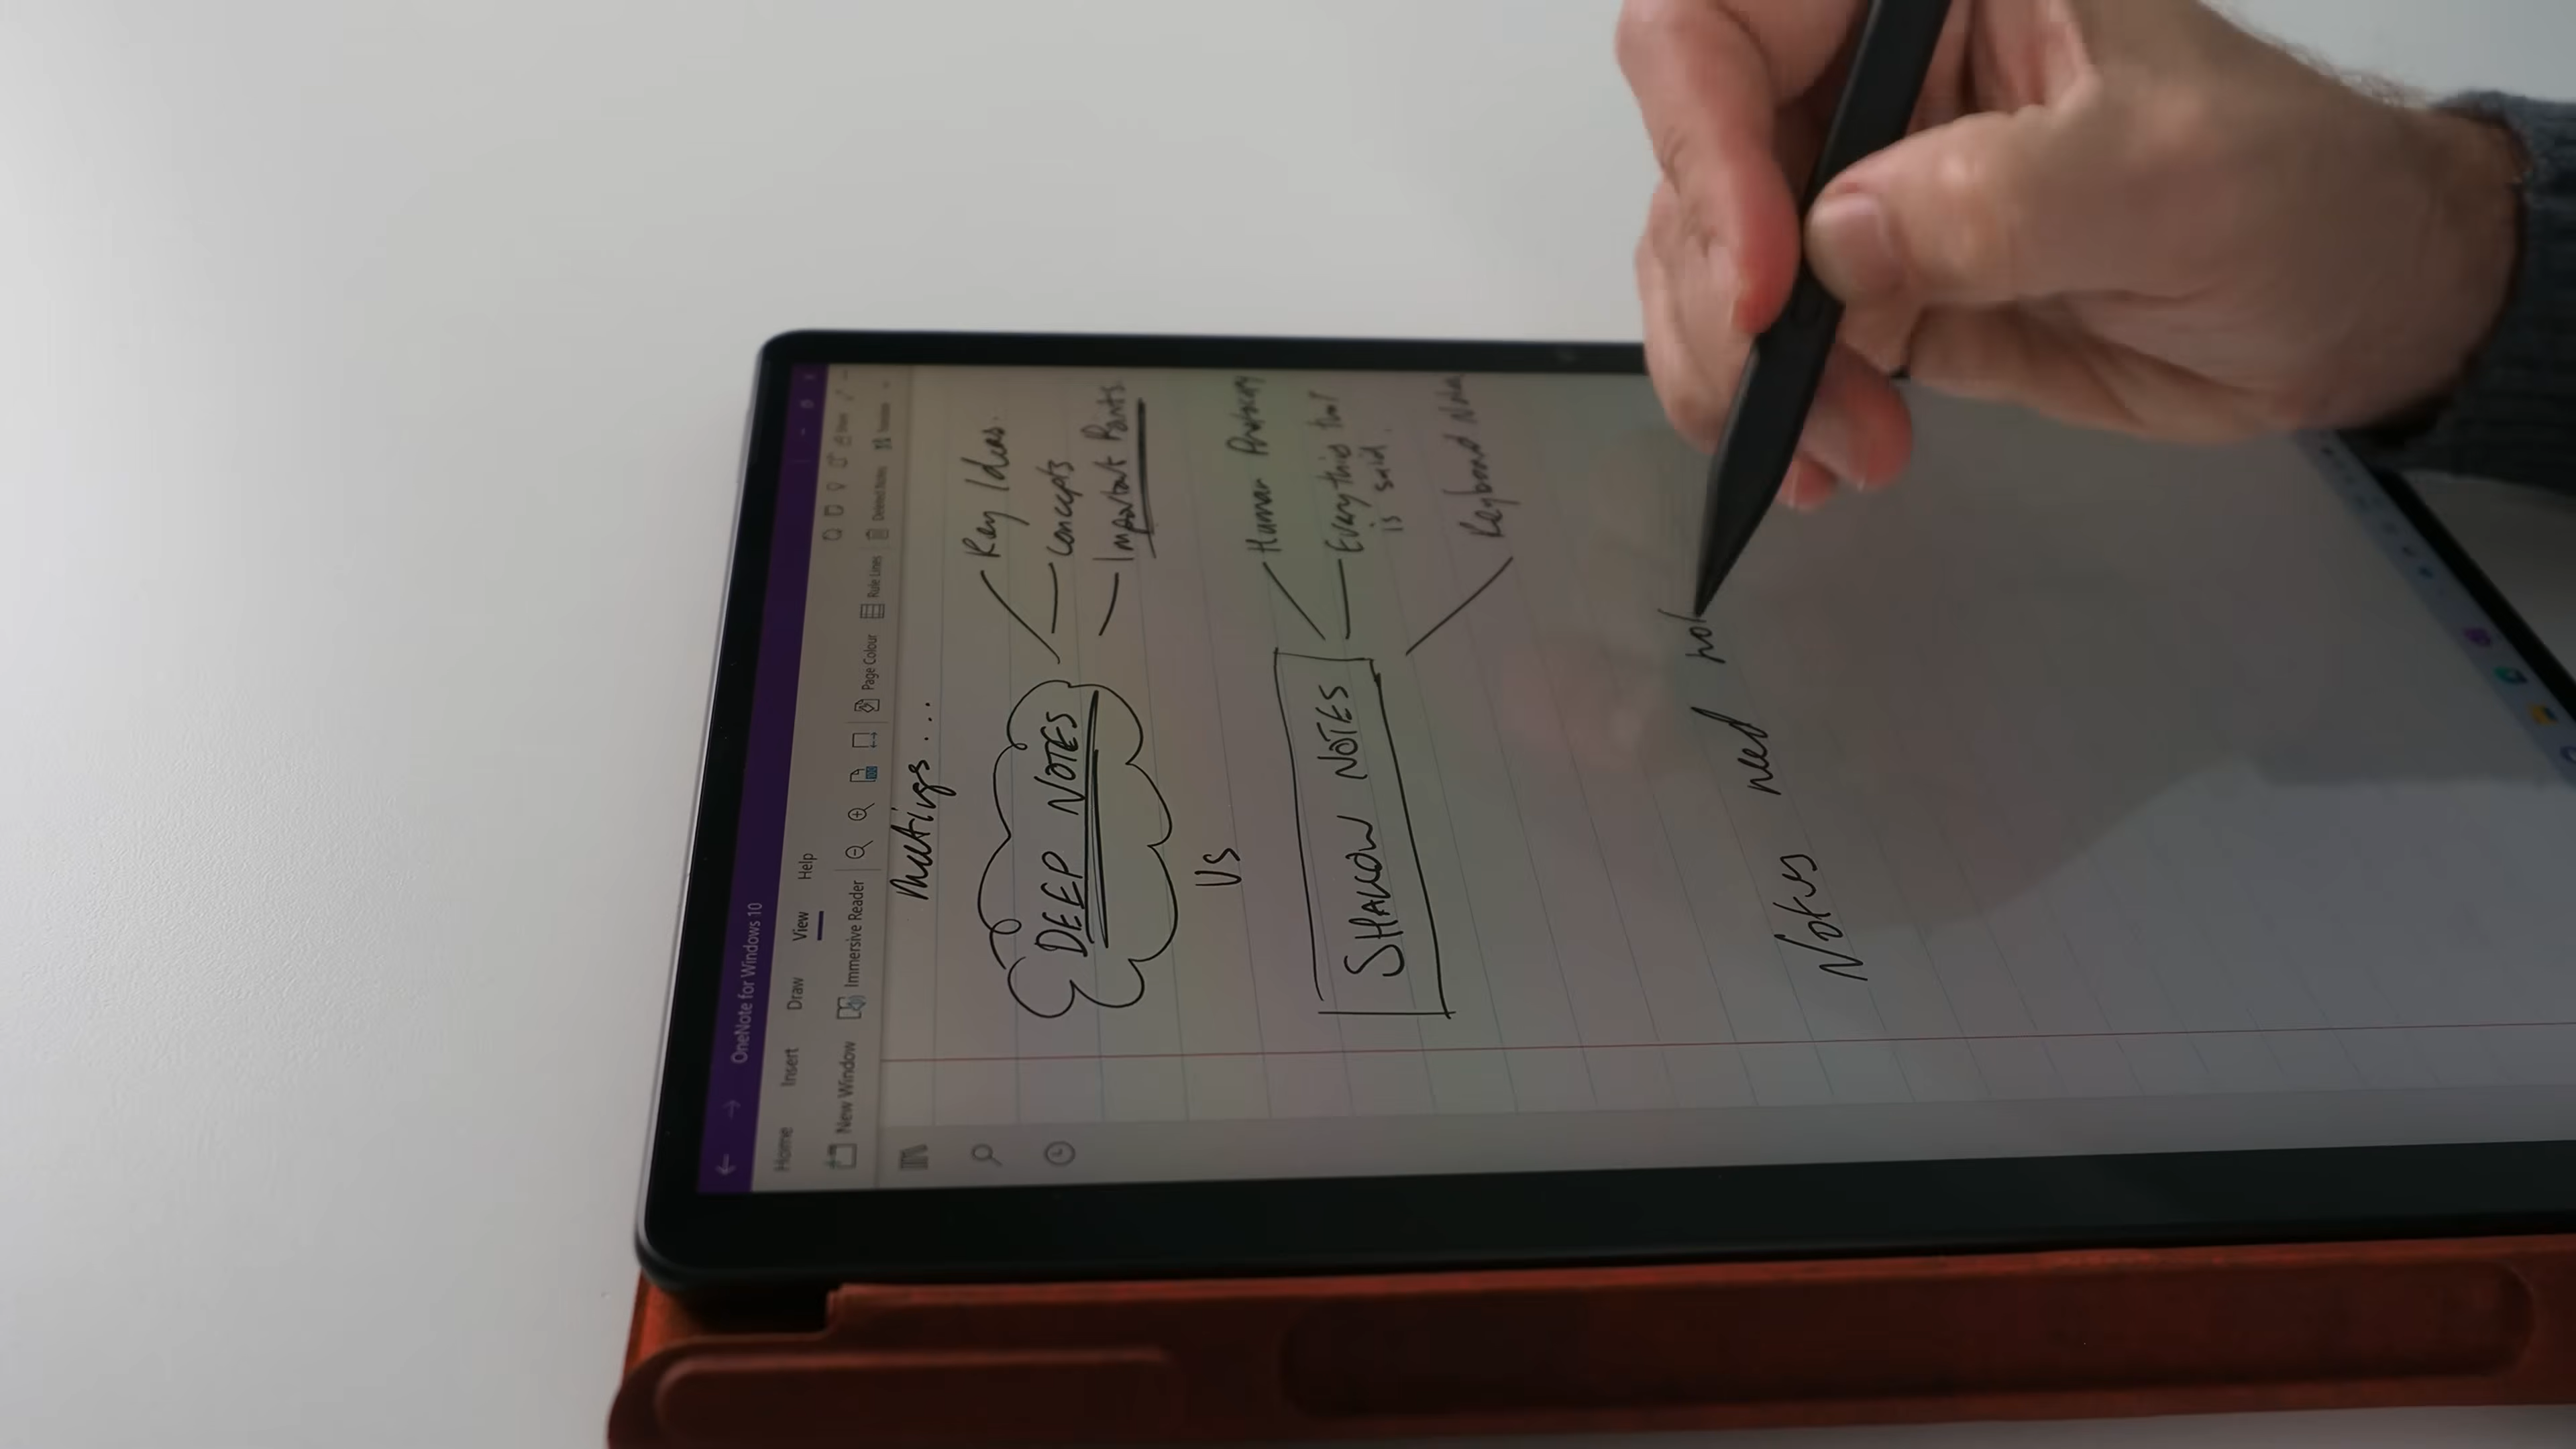 OneNote for Windows 10
Home Insert Draw View Help
New Window Immersive Reader Page Colour Rule Lines Deleted Notes
Meetings....
DEEP NOTES
Key Ideas.
Concepts
Important Points.
Vs
SHALLOW NOTES
Human
Everything that
is said.
Keyboard Notes
Notes need not